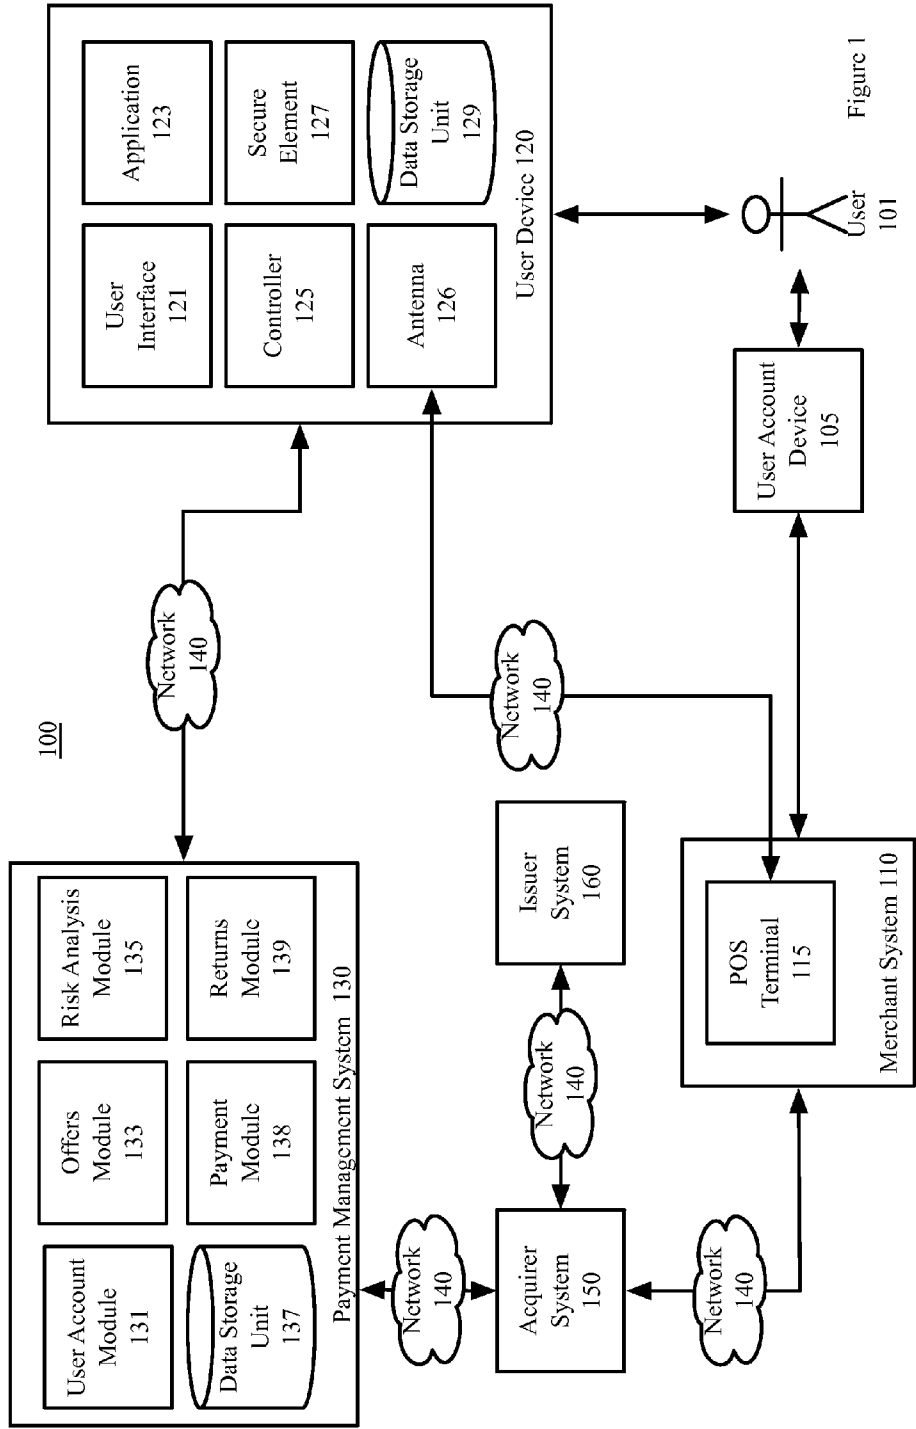 100
User Account
Module
131
Offers
Module
133
Risk Analysis
Module
135
Data Storage
Unit
137
Payment
Module
138
Returns
Module
139
Payment Management System 130
Network
140
User
Interface
121
Application
123
Controller
125
Secure
Element
127
Antenna
126
Data Storage
Unit
129
User Device 120
Network
140
Network
140
Acquirer
System
150
Network
140
Issuer
System
160
Network
140
POS
Terminal
115
Merchant System 110
User Account
Device
105
User
101
Figure 1